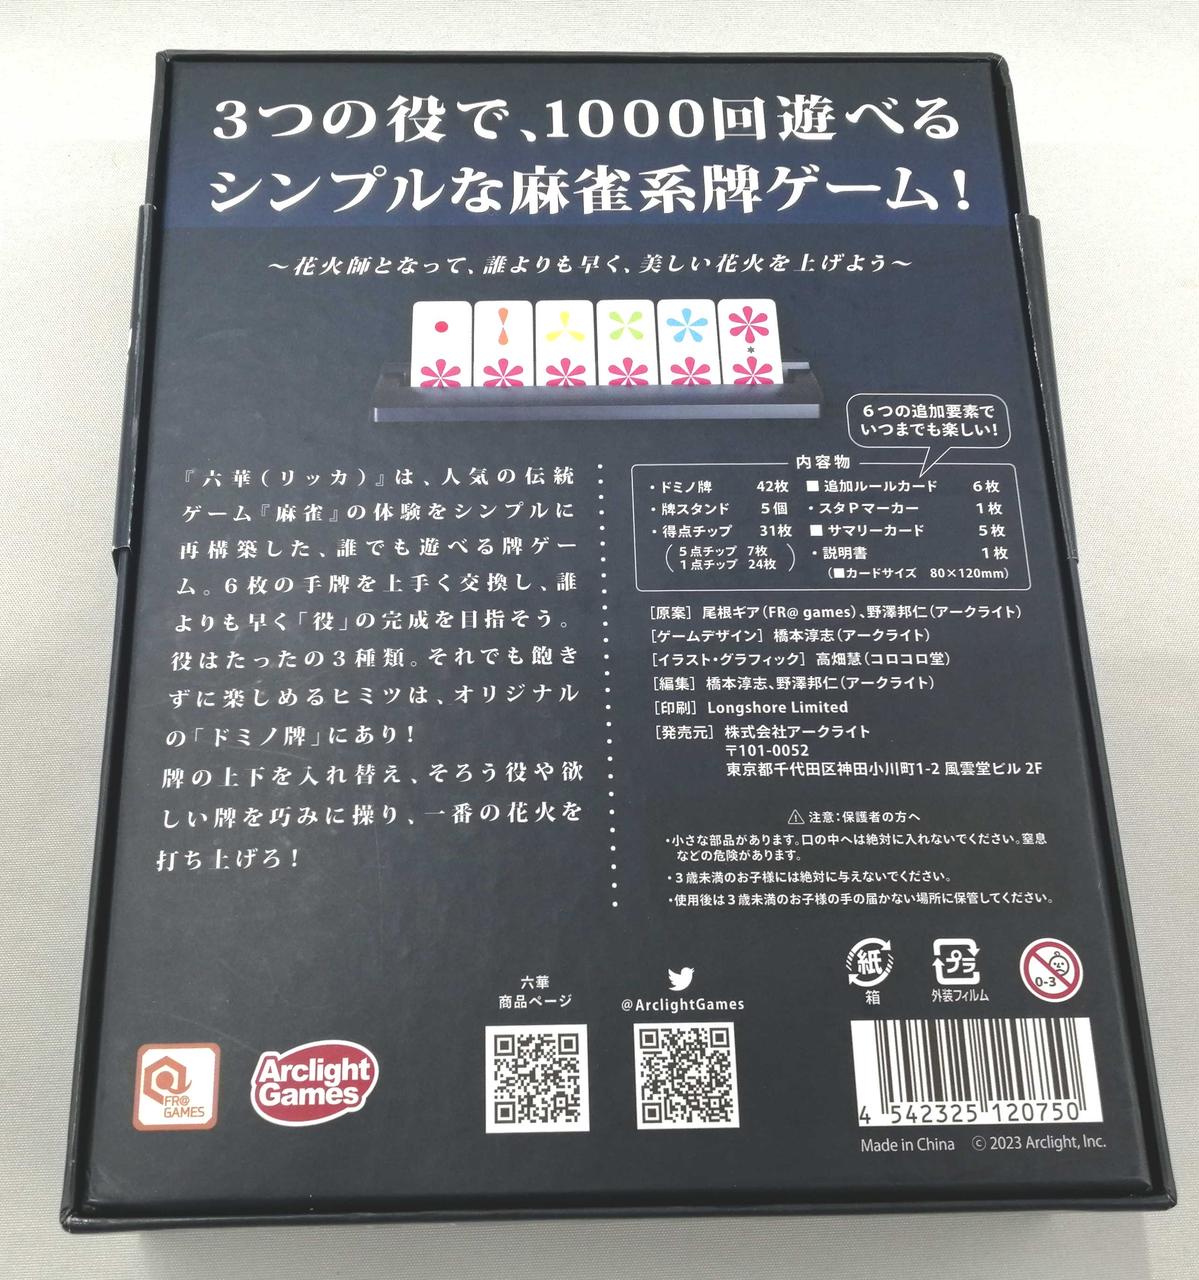 3つの役で、1000回遊べる
シンプルな麻雀系牌ゲーム!
～花火師となって、誰よりも早く、美しい花火を上げよう～
6つの追加要素で
いつまでも楽しい!
『六華(リッカ)』は、人気の伝統
ゲーム『麻雀』の体験をシンプルに
再構築した、誰でも遊べる牌ゲー
ム。6枚の手牌を上手く交換し、誰
よりも早く「役」の完成を目指そう。
役はたったの3種類。それでも飽き
ずに楽しめるヒミツは、オリジナル
の「ドミノ牌」にあり!
牌の上下を入れ替え、そろう役や欲
しい牌を巧みに操り、一番の花火を
打ち上げろ!
内容物
・ドミノ牌 42枚 ■追加ルールカード 6枚
・牌スタンド 5個 ・スタPマーカー 1枚
・得点チップ 31枚 ■サマリーカード 5枚
(5点チップ 7枚 ・説明書 1枚
1点チップ 24枚) (■カードサイズ 80×120mm)
[原案] 尾根ギア(FR@ games)、野澤邦仁(アークライト)
[ゲームデザイン] 橋本淳志(アークライト)
[イラスト・グラフィック] 高畑慧(コロコロ堂)
[編集] 橋本淳志、野澤邦仁(アークライト)
[印刷] Longshore Limited
[発売元] 株式会社アークライト
〒101-0052
東京都千代田区神田小川町1-2 風雲堂ビル 2F
⚠ 注意:保護者の方へ
・小さな部品があります。口の中へは絶対に入れないでください。窒息
などの危険があります。
・3歳未満のお子様には絶対に与えないでください。
・使用後は3歳未満のお子様の手の届かない場所に保管してください。
六華
商品ページ
@ArclightGames
紙
箱
プラ
外装フィルム
0-3
FR@
GAMES
Arclight
Games
4 542325 120750
Made in China © 2023 Arclight, Inc.